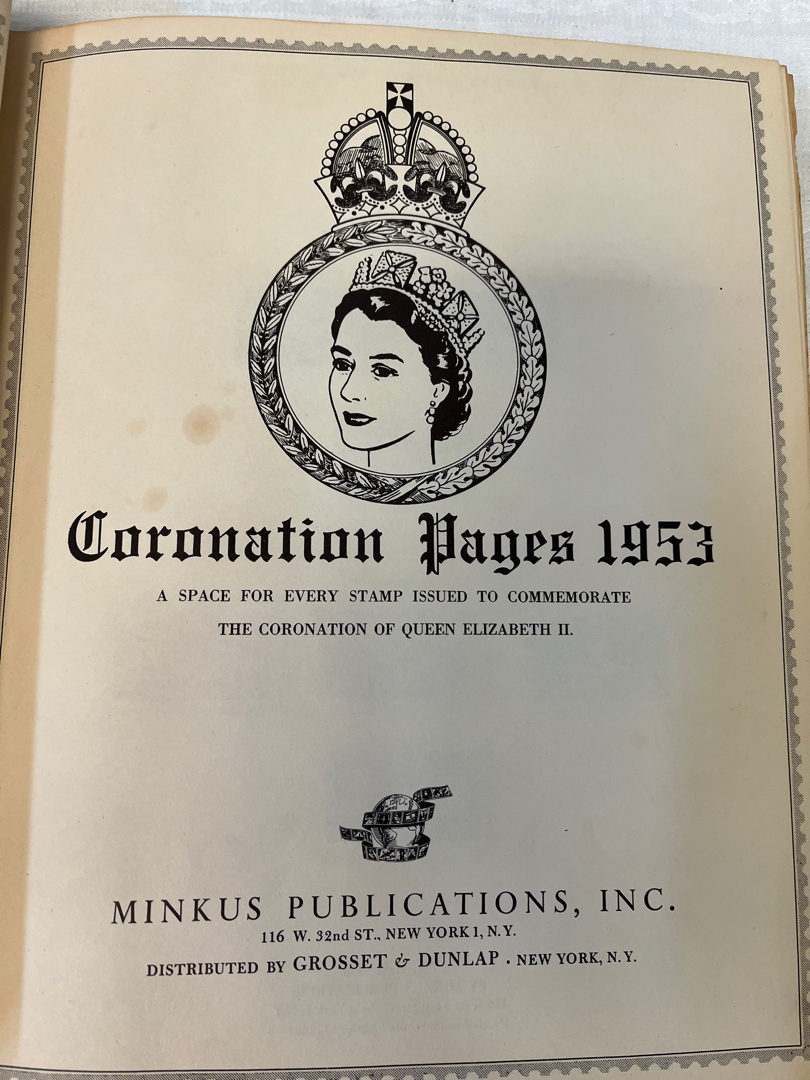 Coronation Pages 1953
A SPACE FOR EVERY STAMP ISSUED TO COMMEMORATE
THE CORONATION OF QUEEN ELIZABETH II.
MINKUS PUBLICATIONS, INC.
116 W. 32nd ST., NEW YORK 1, N. Y.
DISTRIBUTED BY GROSSET & DUNLAP . NEW YORK, N. Y.